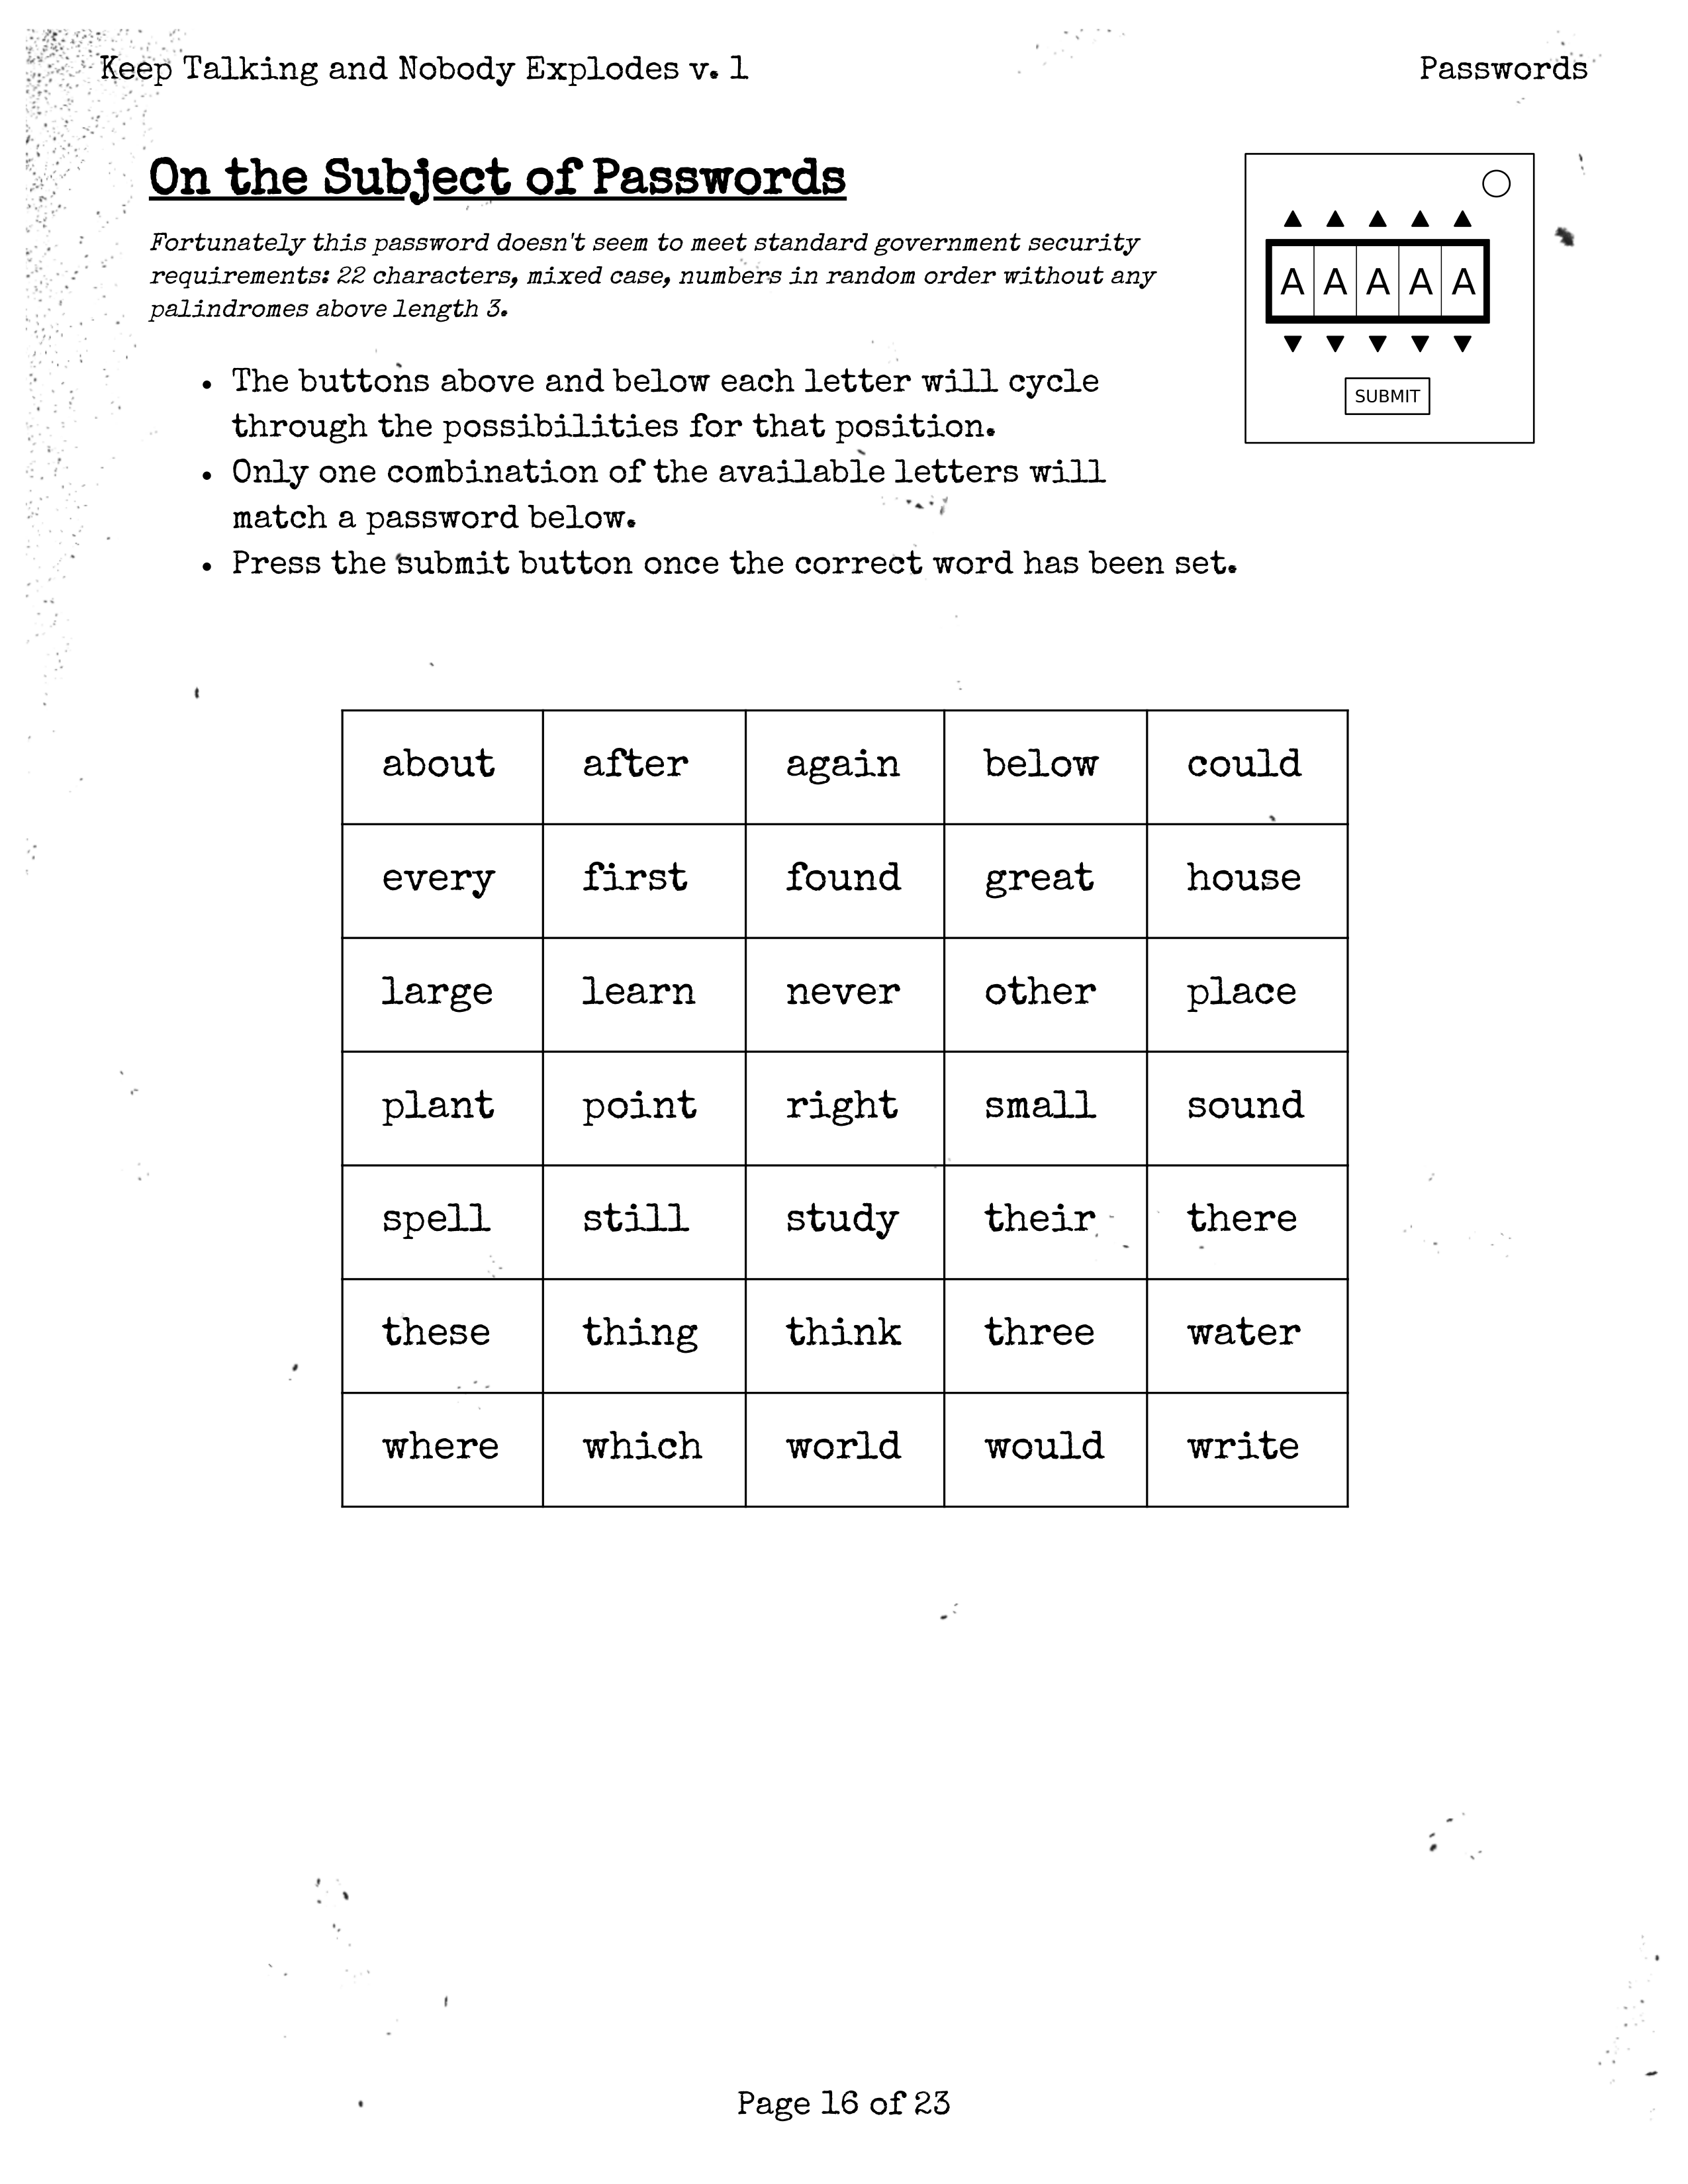 Keep Talking and Nobody Explodes v. 1
Passwords
On the Subject of Passwords
Fortunately this password doesn't seem to meet standard government security
requirements: 22 characters, mixed case, numbers in random order without any
palindromes above length 3.
• The buttons above and below each letter will cycle
through the possibilities for that position.
• Only one combination of the available letters will
match a password below.
• Press the submit button once the correct word has been set.
A A A A A
SUBMIT
about after again below could
every first found great house
large learn never other place
plant point right small sound
spell still study their there
these thing think three water
where which world would write
Page 16 of 23